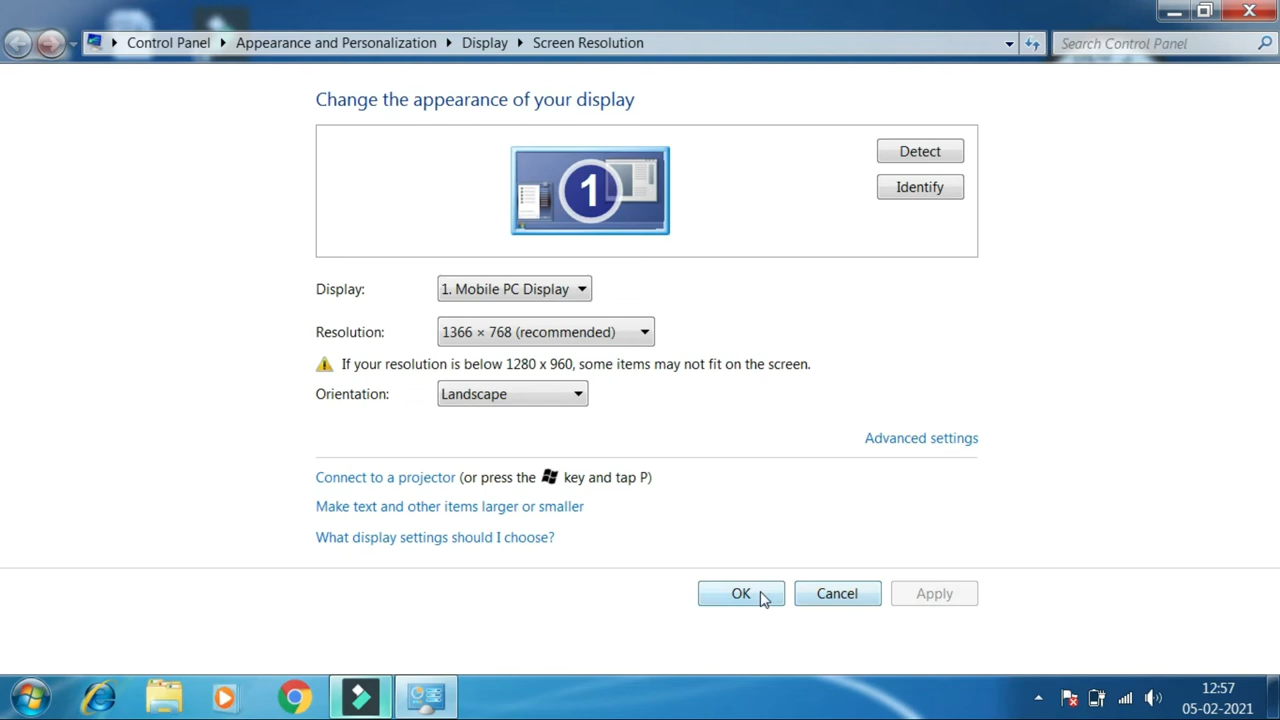 Control Panel Appearance and Personalization Display Screen Resolution
Search Control Panel
Change the appearance of your display
1
Detect
Identify
Display: 1. Mobile PC Display
Resolution: 1366 × 768 (recommended)
If your resolution is below 1280 x 960, some items may not fit on the screen.
Orientation: Landscape
Advanced settings
Connect to a projector (or press the key and tap P)
Make text and other items larger or smaller
What display settings should I choose?
OK Cancel Apply
12:57
05-02-2021